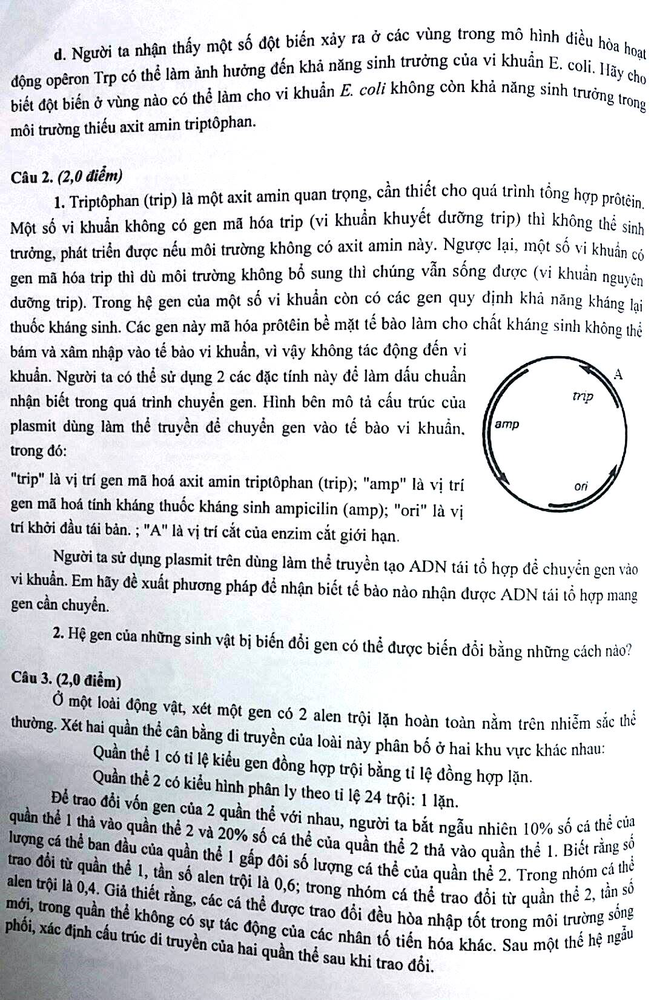 d. Người ta nhận thấy một số đột biến xảy ra ở các vùng trong mô hình điều hòa hoạt
động opêron Trp có thể làm ảnh hưởng đến khả năng sinh trưởng của vi khuẩn E. coli. Hãy cho
biết đột biến ở vùng nào có thể làm cho vi khuẩn E. coli không còn khả năng sinh trưởng trong
môi trường thiếu axit amin triptôphan.
Câu 2. (2,0 điểm)
1. Triptôphan (trip) là một axit amin quan trọng, cần thiết cho quá trình tổng hợp prôtêin.
Một số vi khuẩn không có gen mã hóa trip (vi khuẩn khuyết dưỡng trip) thì không thể sinh
trưởng, phát triển được nếu môi trường không có axit amin này. Ngược lại, một số vi khuẩn có
gen mã hóa trip thì dù môi trường không bổ sung thì chúng vẫn sống được (vi khuẩn nguyên
dưỡng trip). Trong hệ gen của một số vi khuẩn còn có các gen quy định khả năng kháng lại
thuốc kháng sinh. Các gen này mã hóa prôtêin bề mặt tế bào làm cho chất kháng sinh không thể
bám và xâm nhập vào tế bào vi khuẩn, vì vậy không tác động đến vi
khuẩn. Người ta có thể sử dụng 2 các đặc tính này để làm dấu chuẩn
nhận biết trong quá trình chuyển gen. Hình bên mô tả cấu trúc của
plasmit dùng làm thể truyền để chuyển gen vào tế bào vi khuẩn.
trong đó:
"trip" là vị trí gen mã hoá axit amin triptôphan (trip); "amp" là vị trí
gen mã hoá tính kháng thuốc kháng sinh ampicilin (amp); "ori" là vị
trí khởi đầu tái bản. ; "A" là vị trí cắt của enzim cắt giới hạn.
A
trip
amp
ori
Người ta sử dụng plasmit trên dùng làm thể truyền tạo ADN tái tổ hợp để chuyển gen vào
vi khuẩn. Em hãy đề xuất phương pháp để nhận biết tế bào nào nhận được ADN tái tổ hợp mang
gen cần chuyển.
2. Hệ gen của những sinh vật bị biến đổi gen có thể được biến đổi bằng những cách nào?
Câu 3. (2,0 điểm)
Ở một loài động vật, xét một gen có 2 alen trội lặn hoàn toàn nằm trên nhiễm sắc thể
thường. Xét hai quần thể cân bằng di truyền của loài này phân bố ở hai khu vực khác nhau:
Quần thể 1 có tỉ lệ kiểu gen đồng hợp trội bằng tỉ lệ đồng hợp lặn.
Quần thể 2 có kiểu hình phân ly theo tỉ lệ 24 trội: 1 lặn.
Để trao đổi vốn gen của 2 quần thể với nhau, người ta bắt ngẫu nhiên 10% số cá thể của
quần thể 1 thả vào quần thể 2 và 20% số cá thể của quần thể 2 thả vào quần thể 1. Biết rằng số
lượng cá thể ban đầu của quần thể 1 gấp đôi số lượng cá thể của quần thể 2. Trong nhóm cá thể
trao đổi từ quần thể 1, tần số alen trội là 0,6; trong nhóm cá thể trao đổi từ quần thể 2, tần số
alen trội là 0,4. Giả thiết rằng, các cá thể được trao đổi đều hòa nhập tốt trong môi trường sống
mới, trong quần thể không có sự tác động của các nhân tố tiến hóa khác. Sau một thế hệ ngẫu
phối, xác định cấu trúc di truyền của hai quần thể sau khi trao đổi.